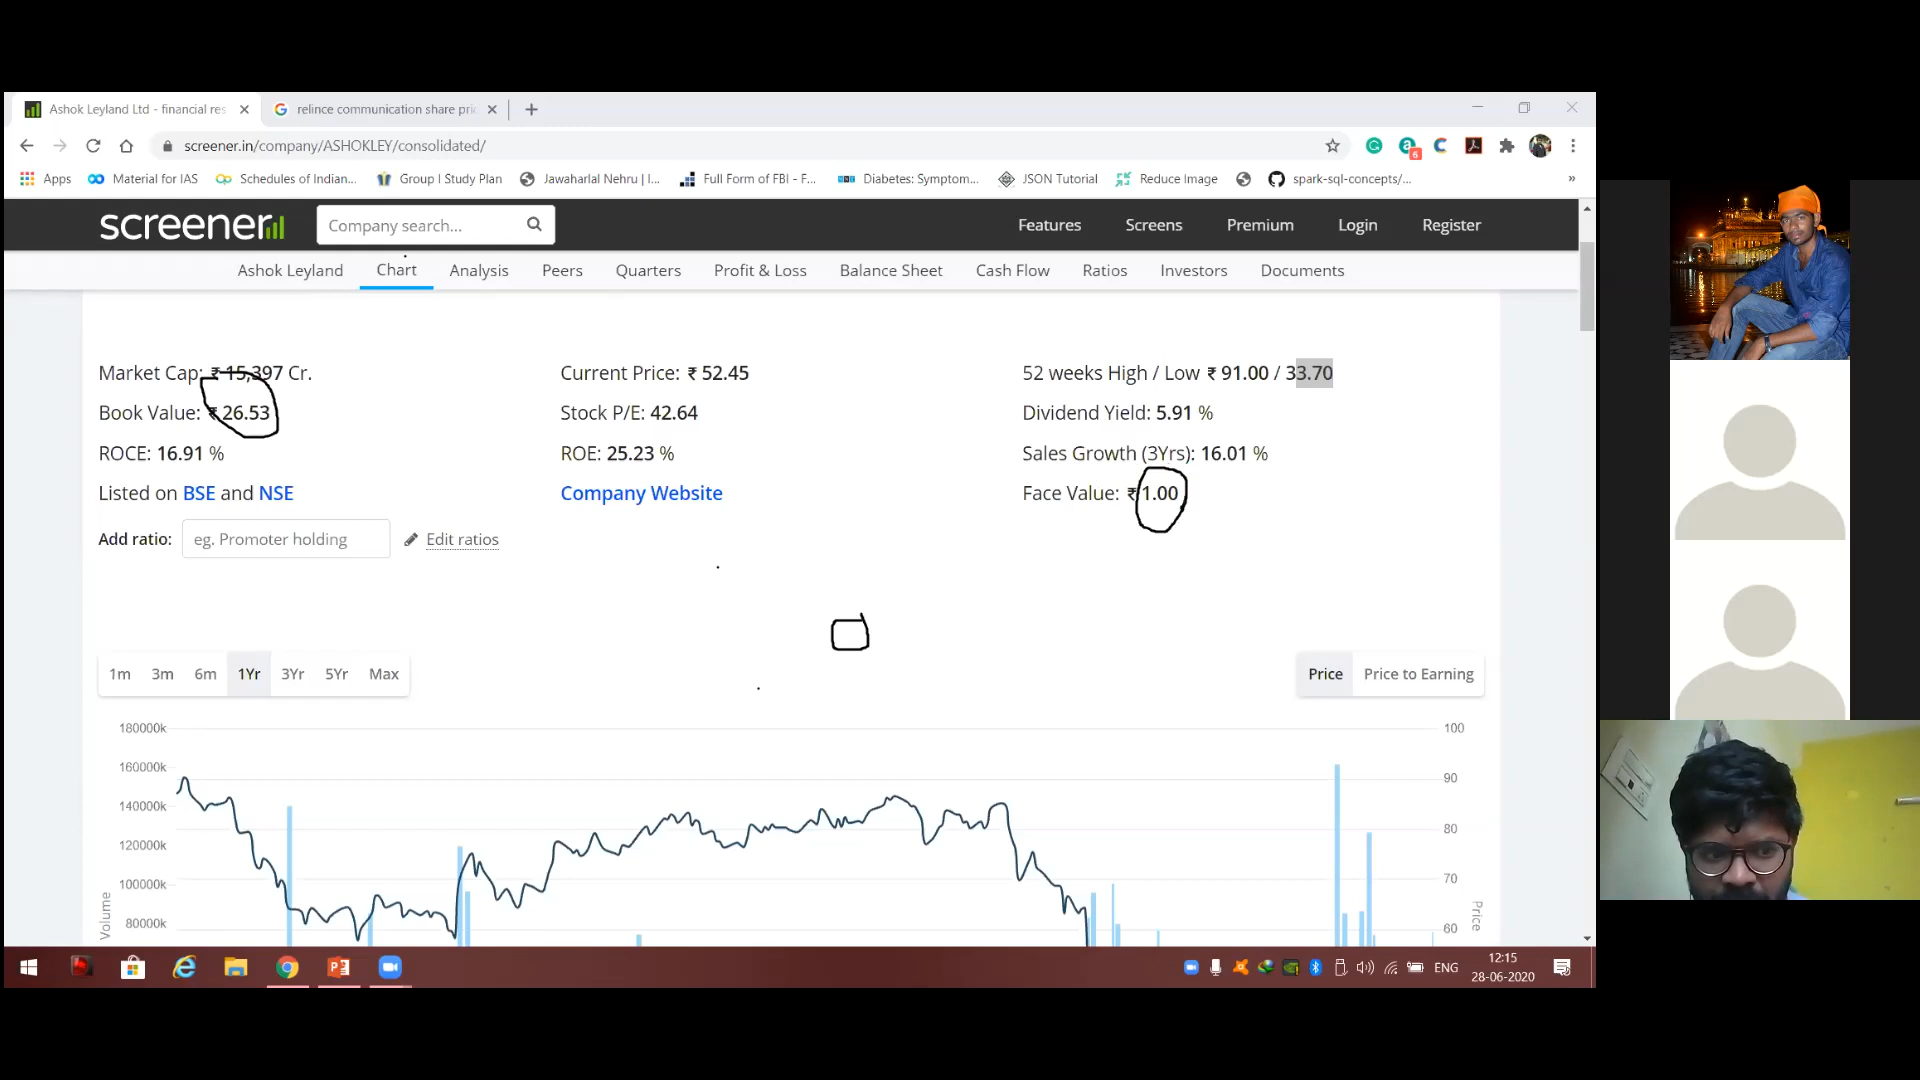 Ashok Leyland Ltd - financial res
relince communication share pri
screener.in/company/ASHOKLEY/consolidated/
6
Apps Material for IAS Schedules of Indian... Group I Study Plan Jawaharlal Nehru | I... Full Form of FBI - F... Diabetes: Symptom... JSON Tutorial Reduce Image spark-sql-concepts/... »
screener Company search... Features Screens Premium Login Register
Ashok Leyland Chart Analysis Peers Quarters Profit & Loss Balance Sheet Cash Flow Ratios Investors Documents
Market Cap: ₹ 15,397 Cr. Current Price: ₹ 52.45 52 weeks High / Low ₹ 91.00 / 33.70
Book Value: ₹ 26.53 Stock P/E: 42.64 Dividend Yield: 5.91 %
ROCE: 16.91 % ROE: 25.23 % Sales Growth (3Yrs): 16.01 %
Listed on BSE and NSE Company Website Face Value: ₹ 1.00
Add ratio: eg. Promoter holding Edit ratios
1m 3m 6m 1Yr 3Yr 5Yr Max Price Price to Earning
180000k 100
160000k 90
140000k
120000k 80
100000k 70
80000k 60
Volume
Price
ENG
12:15
28-06-2020